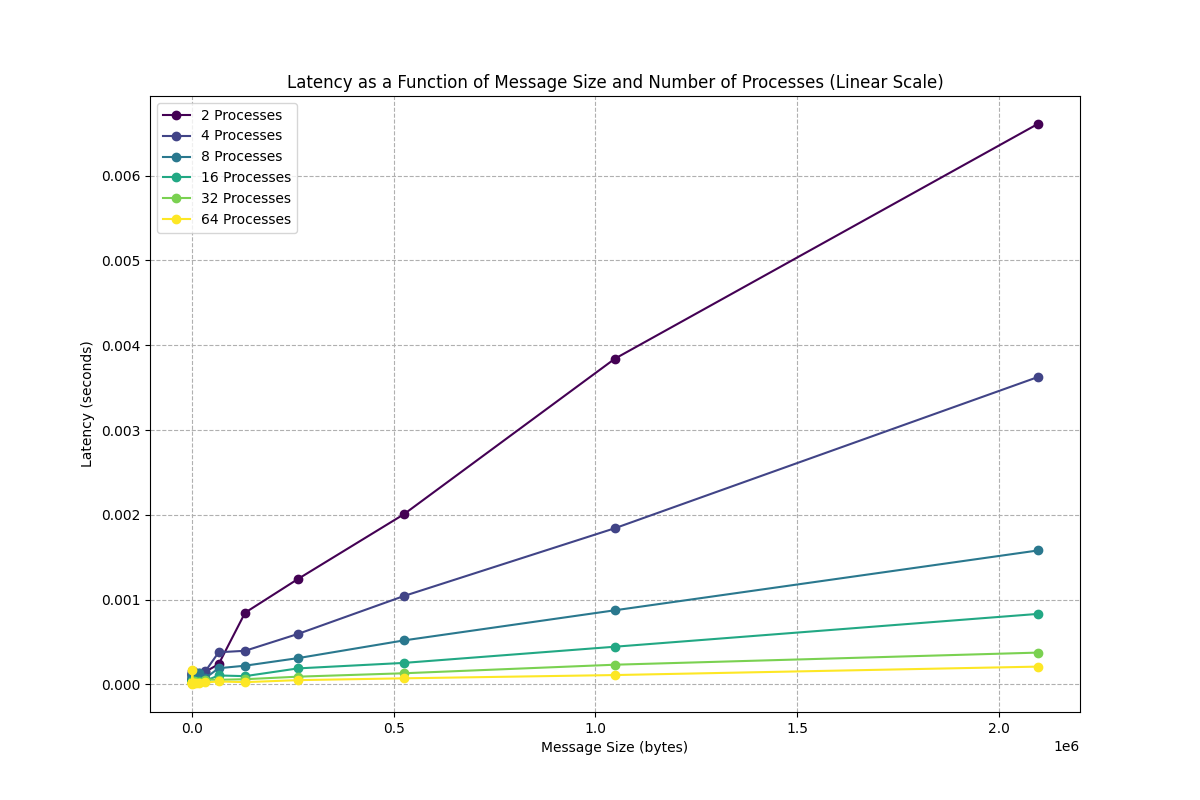 Latency as a Function of Message Size and Number of Processes (Linear Scale)
2 Processes
4 Processes
8 Processes
16 Processes
32 Processes
64 Processes
Latency (seconds)
0.006
0.005
0.004
0.003
0.002
0.001
0.000
0.0 0.5 1.0 1.5 2.0
1e6
Message Size (bytes)